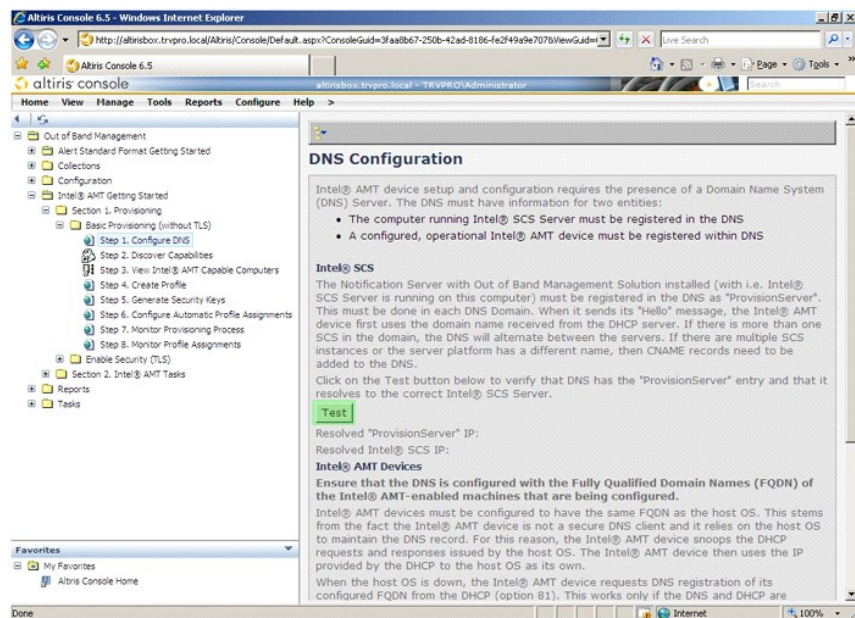 Altiris Console 6.5 - Windows Internet Explorer
http://altirisbox.trvpro.local/Altiris/Console/Default.aspx?ConsoleGuid=3faa8b67-250b-42ad-8186-fe2f49a9e707&ViewGuid=
Live Search
Altiris Console 6.5
Page
Tools
altiris console
altirisbox.trvpro.local - TRVPRO\Administrator
Search
Home View Manage Tools Reports Configure Help >
Out of Band Management
Alert Standard Format Getting Started
Collections
Configuration
Intel® AMT Getting Started
Section 1. Provisioning
Basic Provisioning (without TLS)
Step 1. Configure DNS
Step 2. Discover Capabilities
Step 3. View Intel® AMT Capable Computers
Step 4. Create Profile
Step 5. Generate Security Keys
Step 6. Configure Automatic Profile Assignments
Step 7. Monitor Provisioning Process
Step 8. Monitor Profile Assignments
Enable Security (TLS)
Section 2. Intel® AMT Tasks
Reports
Tasks
Favorites
My Favorites
Altiris Console Home
DNS Configuration
Intel® AMT device setup and configuration requires the presence of a Domain Name System
(DNS) Server. The DNS must have information for two entities:
• The computer running Intel® SCS Server must be registered in the DNS
• A configured, operational Intel® AMT device must be registered within DNS
Intel® SCS
The Notification Server with Out of Band Management Solution installed (with i.e. Intel®
SCS Server is running on this computer) must be registered in the DNS as "ProvisionServer".
This must be done in each DNS Domain. When it sends its "Hello" message, the Intel® AMT
device first uses the domain name received from the DHCP server. If there is more than one
SCS in the domain, the DNS will alternate between the servers. If there are multiple SCS
instances or the server platform has a different name, then CNAME records need to be
added to the DNS.
Click on the Test button below to verify that DNS has the "ProvisionServer" entry and that it
resolves to the correct Intel® SCS Server.
Test
Resolved "ProvisionServer" IP:
Resolved Intel® SCS IP:
Intel® AMT Devices
Ensure that the DNS is configured with the Fully Qualified Domain Names (FQDN) of
the Intel® AMT-enabled machines that are being configured.
Intel® AMT devices must be configured to have the same FQDN as the host OS. This stems
from the fact the Intel® AMT device is not a secure DNS client and it relies on the host OS
to maintain the DNS record. For this reason, the Intel® AMT device snoops the DHCP
requests and responses issued by the host OS. The Intel® AMT device then uses the IP
provided by the DHCP to the host OS as its own.
When the host OS is down, the Intel® AMT device requests DNS registration of its
configured FQDN from the DHCP (option 81). This works only if the DNS and DHCP are
Done
Internet
100%